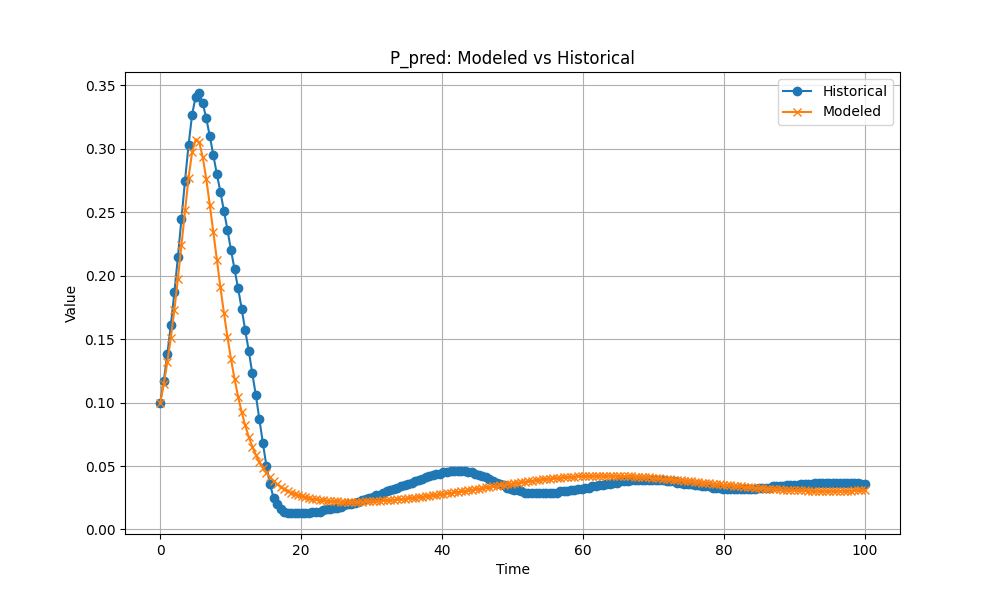 P_pred: Modeled vs Historical
Historical
Modeled
Value
0.35
0.30
0.25
0.20
0.15
0.10
0.05
0.00
0 20 40 60 80 100
Time